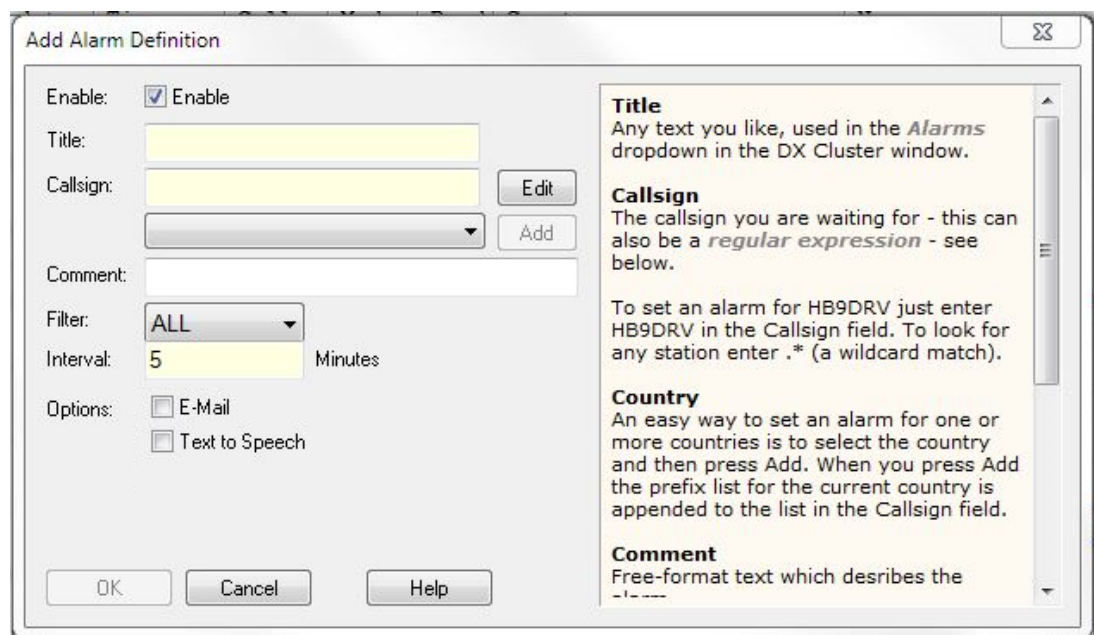 Add Alarm Definition
Enable: Enable
Title:
Callsign:
Edit
Add
Comment:
Filter: ALL
Interval: 5 Minutes
Options: E-Mail
Text to Speech
OK Cancel Help
Title
Any text you like, used in the Alarms
dropdown in the DX Cluster window.
Callsign
The callsign you are waiting for - this can
also be a regular expression - see
below.
To set an alarm for HB9DRV just enter
HB9DRV in the Callsign field. To look for
any station enter .* (a wildcard match).
Country
An easy way to set an alarm for one or
more countries is to select the country
and then press Add. When you press Add
the prefix list for the current country is
appended to the list in the Callsign field.
Comment
Free-format text which desribes the